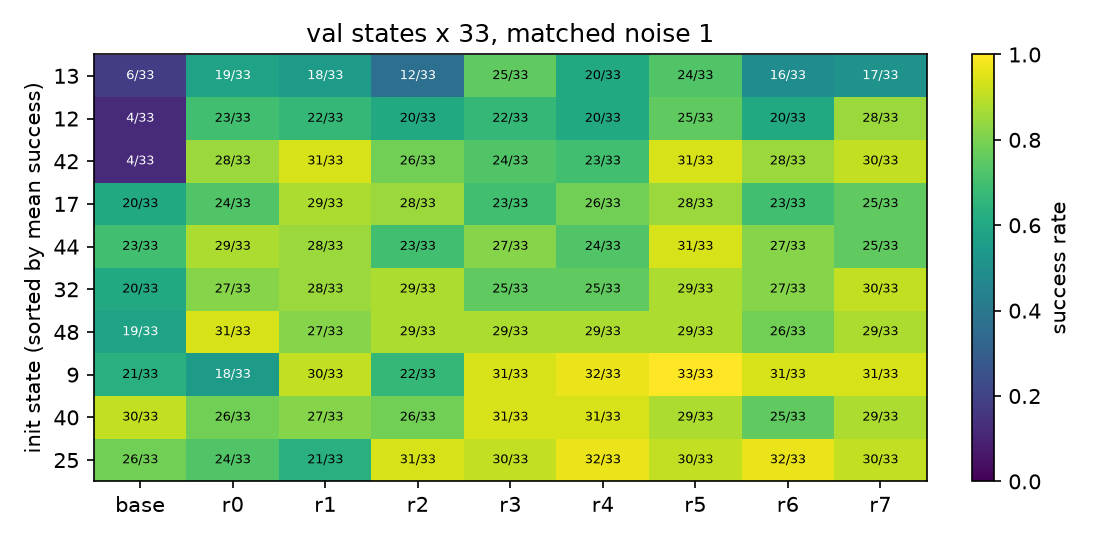 val states x 33, matched noise 1
init state (sorted by mean success)
13 6/33 19/33 18/33 12/33 25/33 20/33 24/33 16/33 17/33
12 4/33 23/33 22/33 20/33 22/33 20/33 25/33 20/33 28/33
42 4/33 28/33 31/33 26/33 24/33 23/33 31/33 28/33 30/33
17 20/33 24/33 29/33 28/33 23/33 26/33 28/33 23/33 25/33
44 23/33 29/33 28/33 23/33 27/33 24/33 31/33 27/33 25/33
32 20/33 27/33 28/33 29/33 25/33 25/33 29/33 27/33 30/33
48 19/33 31/33 27/33 29/33 29/33 29/33 29/33 26/33 29/33
9 21/33 18/33 30/33 22/33 31/33 32/33 33/33 31/33 31/33
40 30/33 26/33 27/33 26/33 31/33 31/33 29/33 25/33 29/33
25 26/33 24/33 21/33 31/33 30/33 32/33 30/33 32/33 30/33
base r0 r1 r2 r3 r4 r5 r6 r7
1.0
0.8
0.6
0.4
0.2
0.0
success rate